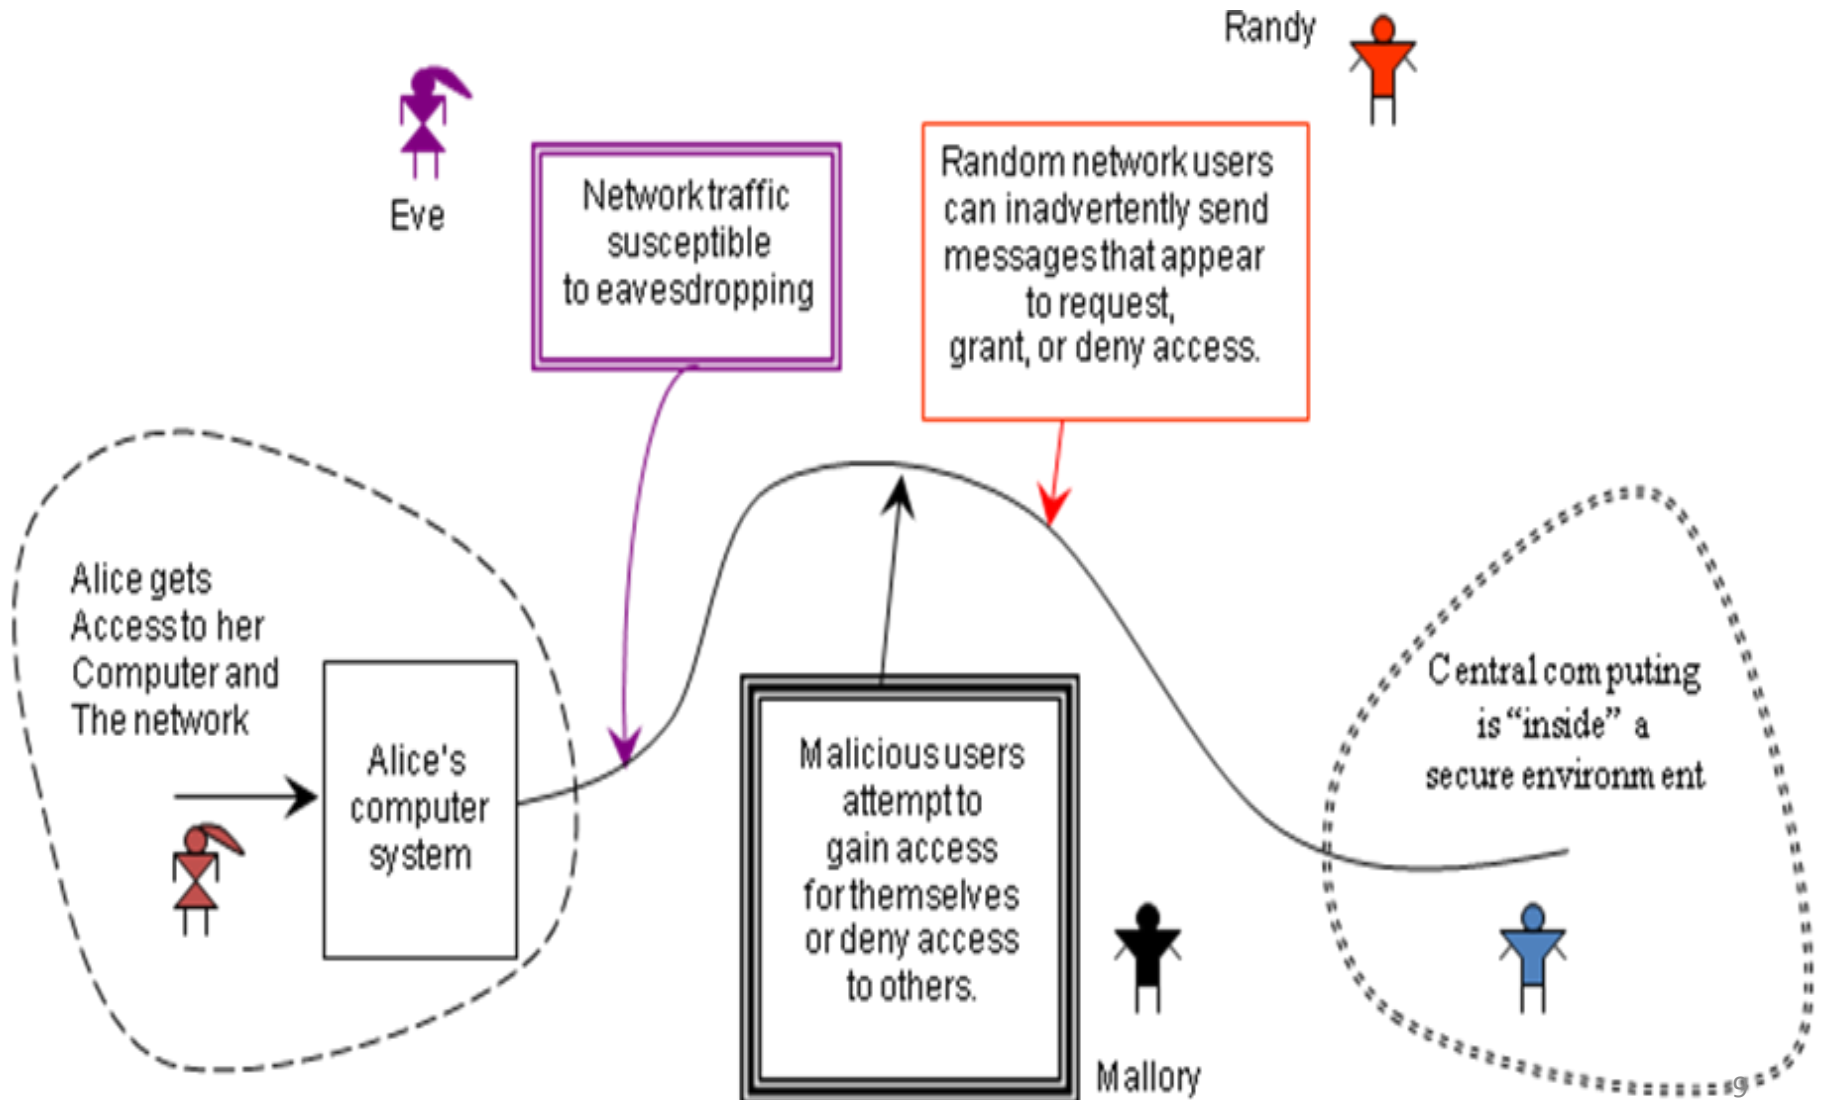 Randy
Eve
Network traffic
susceptible
to eavesdropping
Random network users
can inadvertently send
messages that appear
to request,
grant, or deny access.
Alice gets
Access to her
Computer and
The network
Alice's
computer
system
Malicious users
attempt to
gain access
for themselves
or deny access
to others.
Mallory
Central computing
is “inside” a
secure environment
9